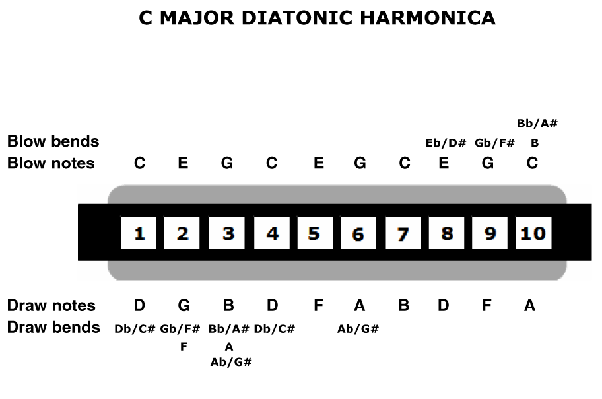 C MAJOR DIATONIC HARMONICA
Bb/A#
Blow bends Eb/D# Gb/F# B
Blow notes C E G C E G C E G C
1 2 3 4 5 6 7 8 9 10
Draw notes D G B D F A B D F A
Draw bends Db/C# Gb/F# Bb/A# Db/C# Ab/G#
F A
Ab/G#